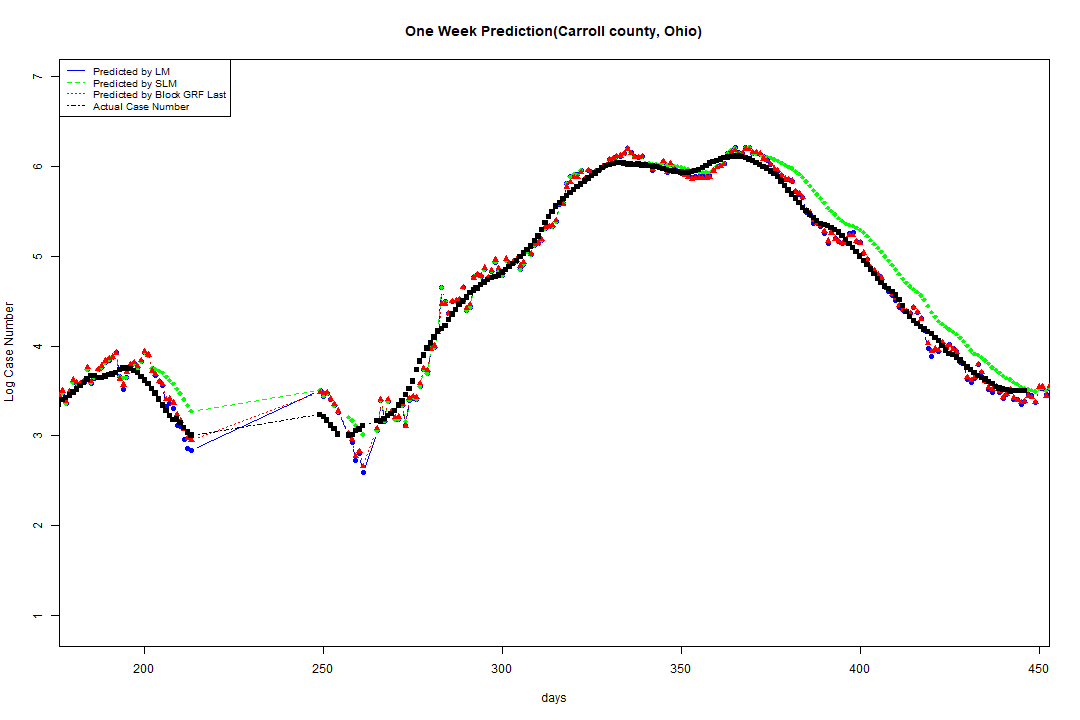 One Week Prediction(Carroll county, Ohio)
Predicted by LM
Predicted by SLM
Predicted by Block GRF Last
Actual Case Number
7
6
5
4
3
2
1
Log Case Number
200 250 300 350 400 450
days